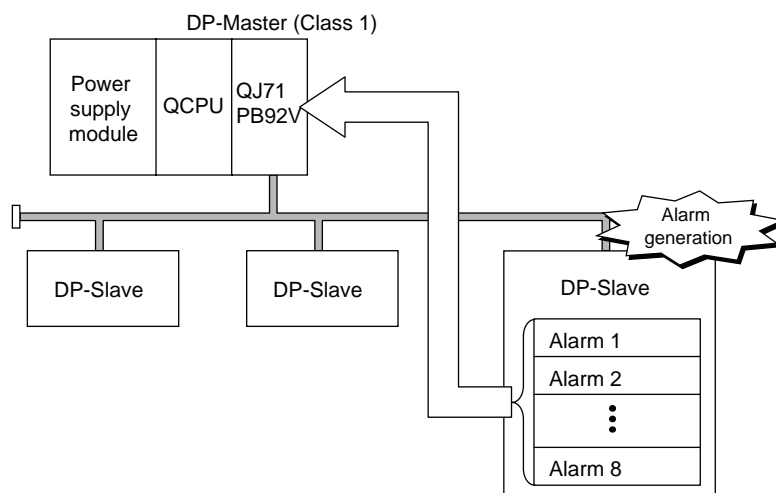 DP-Master (Class 1)
Power
supply
module
QCPU
QJ71
PB92V
Alarm
generation
DP-Slave
DP-Slave
DP-Slave
Alarm 1
Alarm 2
Alarm 8